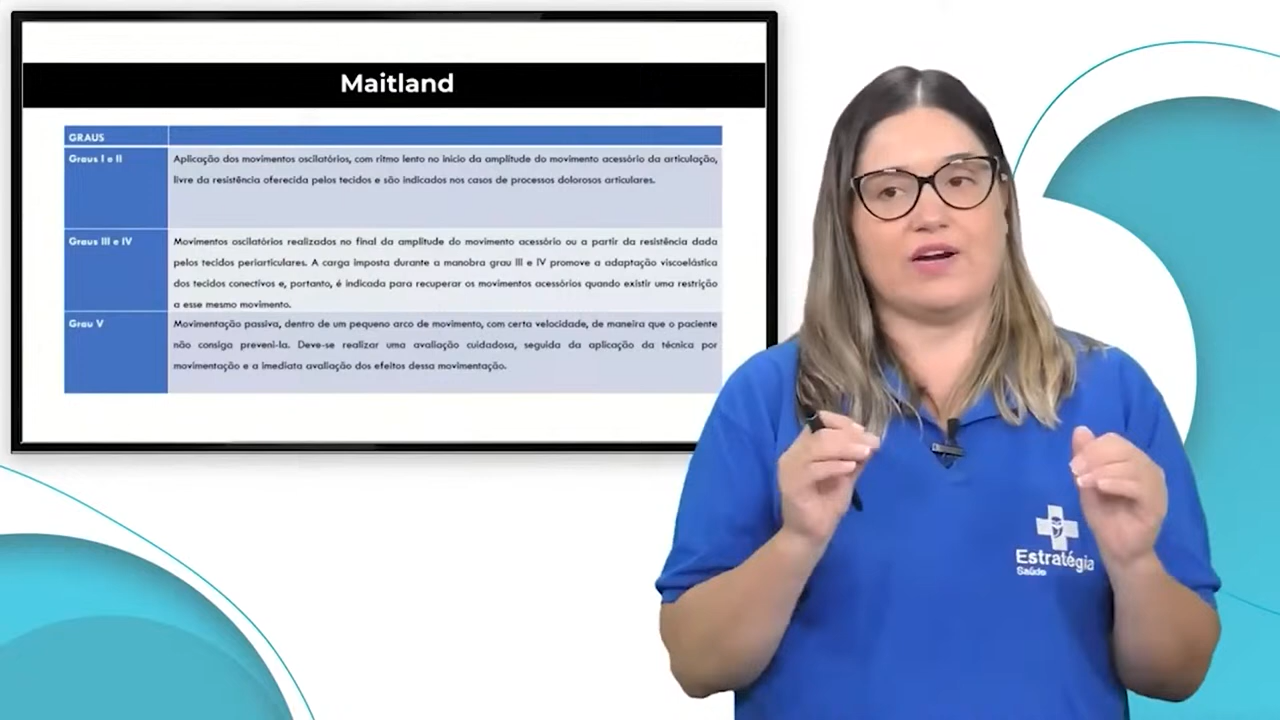 Maitland
GRAUS
Graus I e II
Aplicação dos movimentos oscilatórios, com ritmo lento no início da amplitude do movimento acessório da articulação,
livre da resistência oferecida pelos tecidos e são indicados nos casos de processos dolorosos articulares.
Graus III e IV
Movimentos oscilatórios realizados no final da amplitude do movimento acessório ou a partir da resistência dada
pelos tecidos periarticulares. A carga imposta durante a manobra grau III e IV promove a adaptação viscoelástica
dos tecidos conectivos e, portanto, é indicada para recuperar os movimentos acessórios quando existir uma restrição
a esse mesmo movimento.
Grau V
Movimentação passiva, dentro de um pequeno arco de movimento, com certa velocidade, de maneira que o paciente
não consiga preveni-la. Deve-se realizar uma avaliação cuidadosa, seguida da aplicação da técnica por
movimentação e a imediata avaliação dos efeitos dessa movimentação.
Estratégia
Saúde